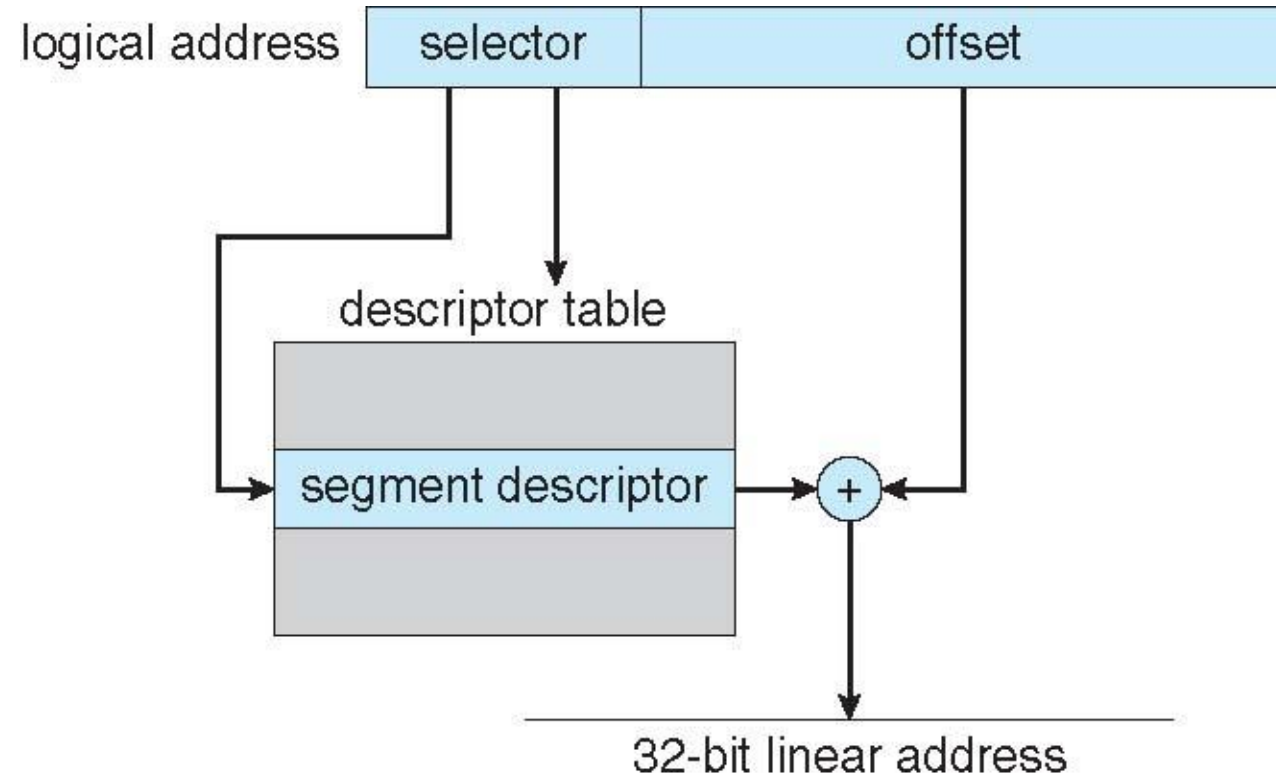 logical address selector offset
descriptor table
segment descriptor +
32-bit linear address